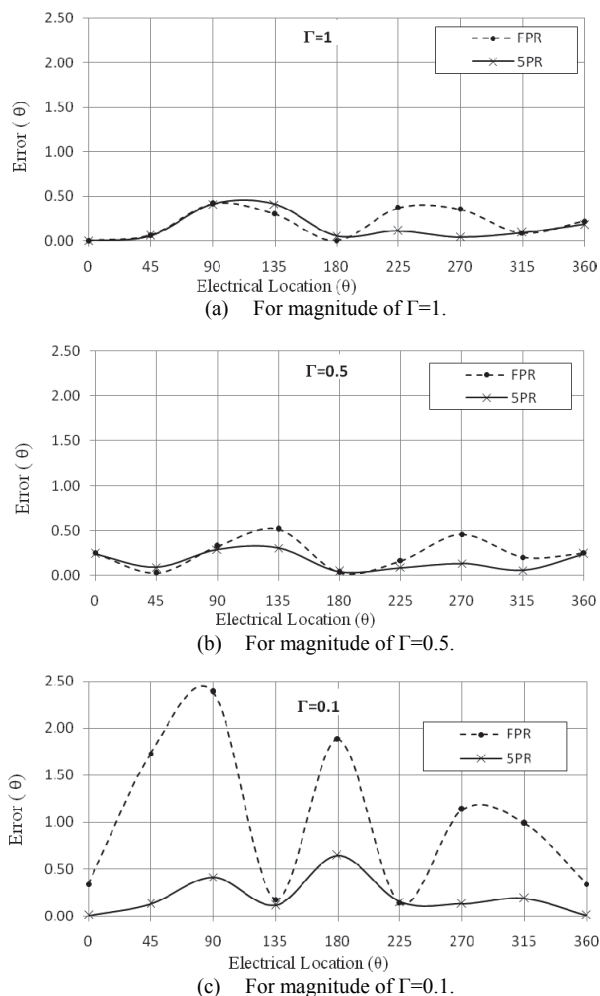 Γ=1
FPR
5PR
2.50
2.00
1.50
1.00
0.50
0.00
Error ( θ)
0 45 90 135 180 225 270 315 360
Electrical Location (θ)
(a) For magnitude of Γ=1.
Γ=0.5
FPR
5PR
2.50
2.00
1.50
1.00
0.50
0.00
Error ( θ)
0 45 90 135 180 225 270 315 360
Electrical Location (θ)
(b) For magnitude of Γ=0.5.
Γ=0.1
FPR
5PR
2.50
2.00
1.50
1.00
0.50
0.00
Error ( θ)
0 45 90 135 180 225 270 315 360
Electrical Location (θ)
(c) For magnitude of Γ=0.1.